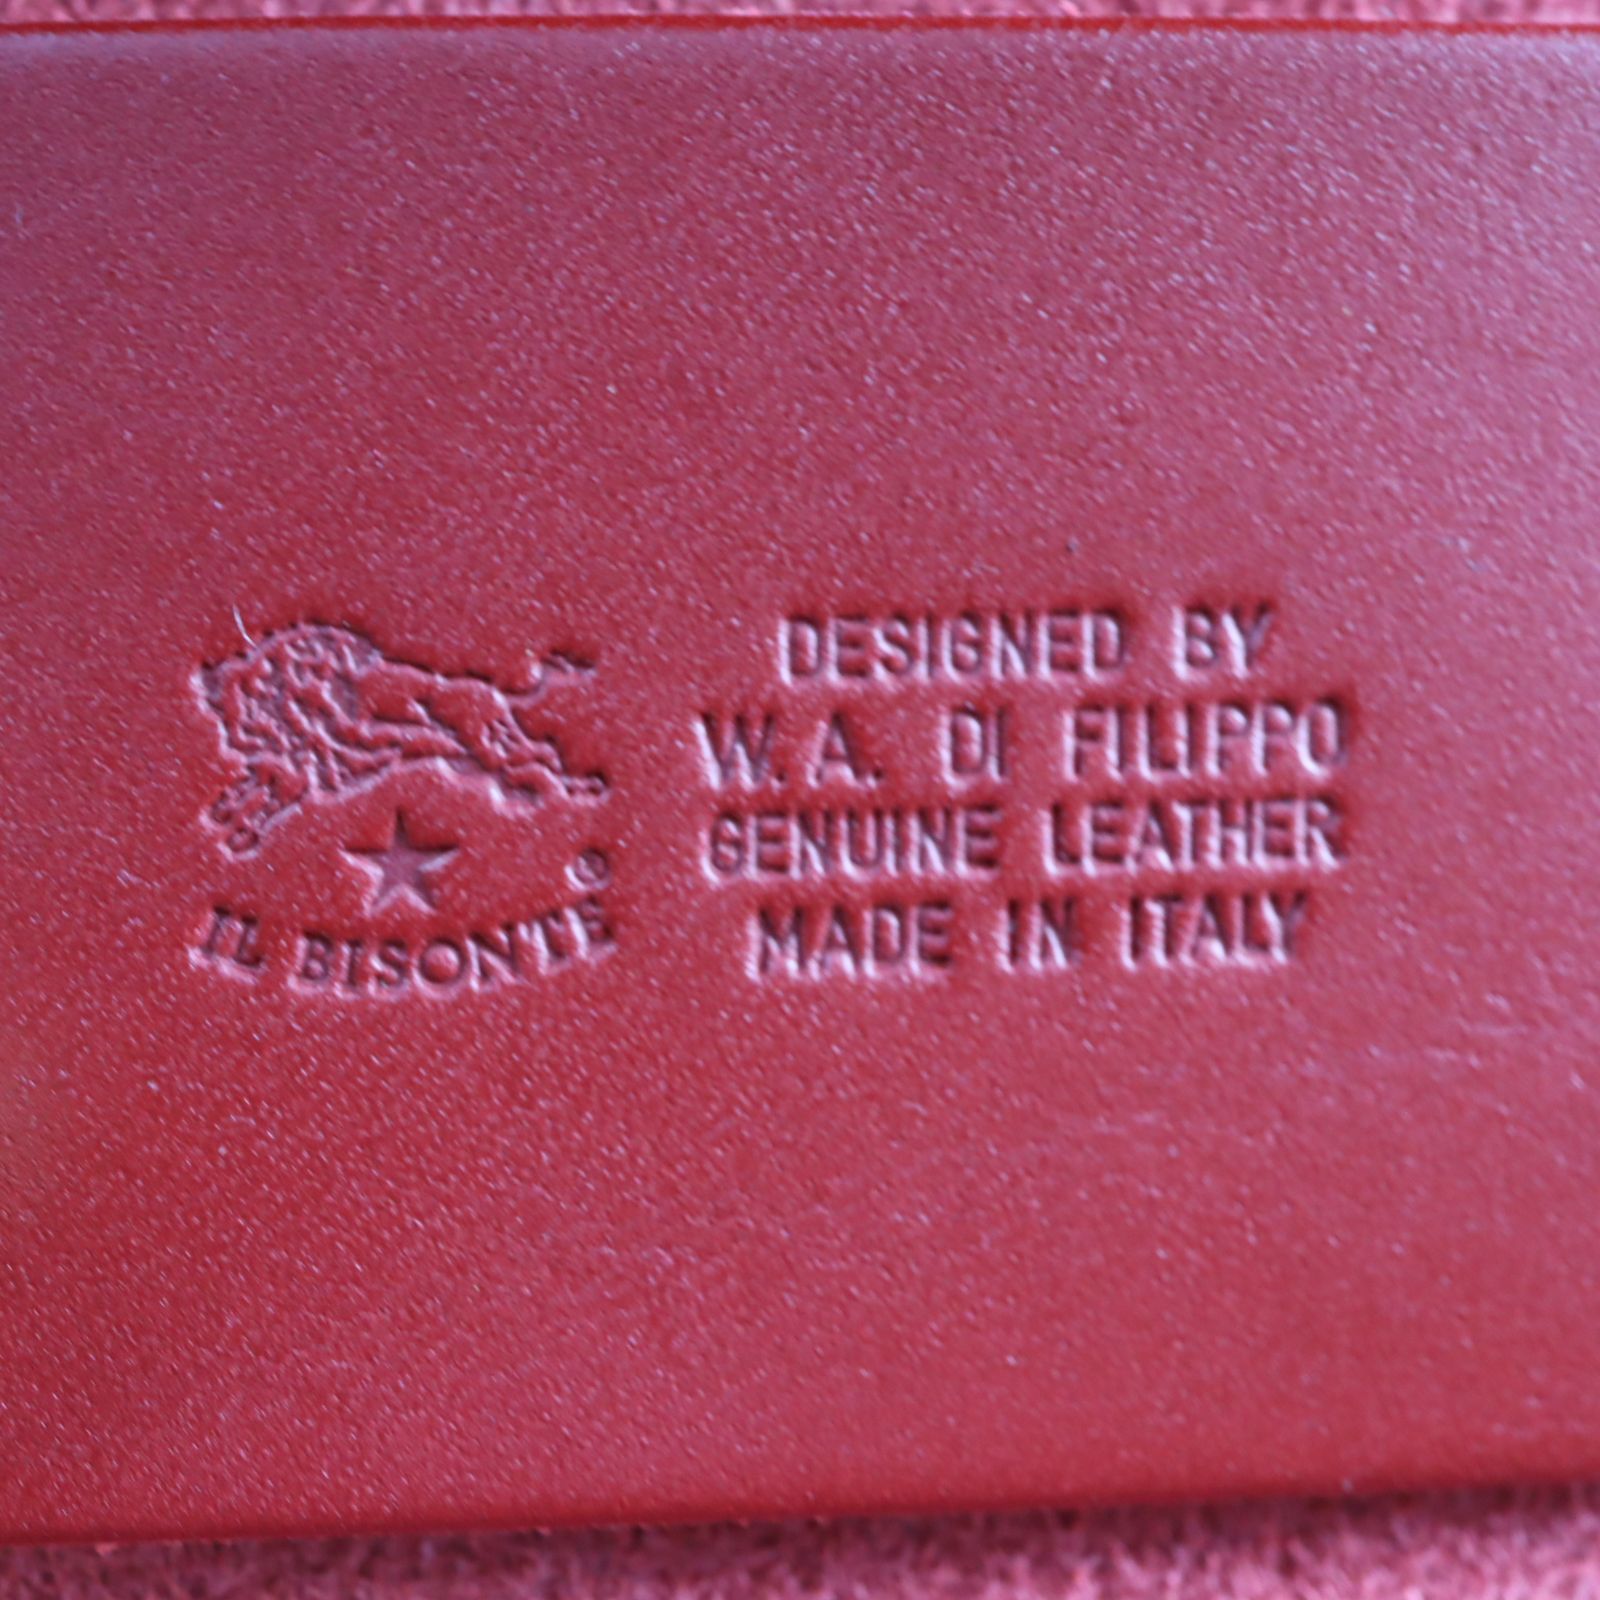 IL BISONTE
®
DESIGNED BY
W.A. DI FILIPPO
GENUINE LEATHER
MADE IN ITALY